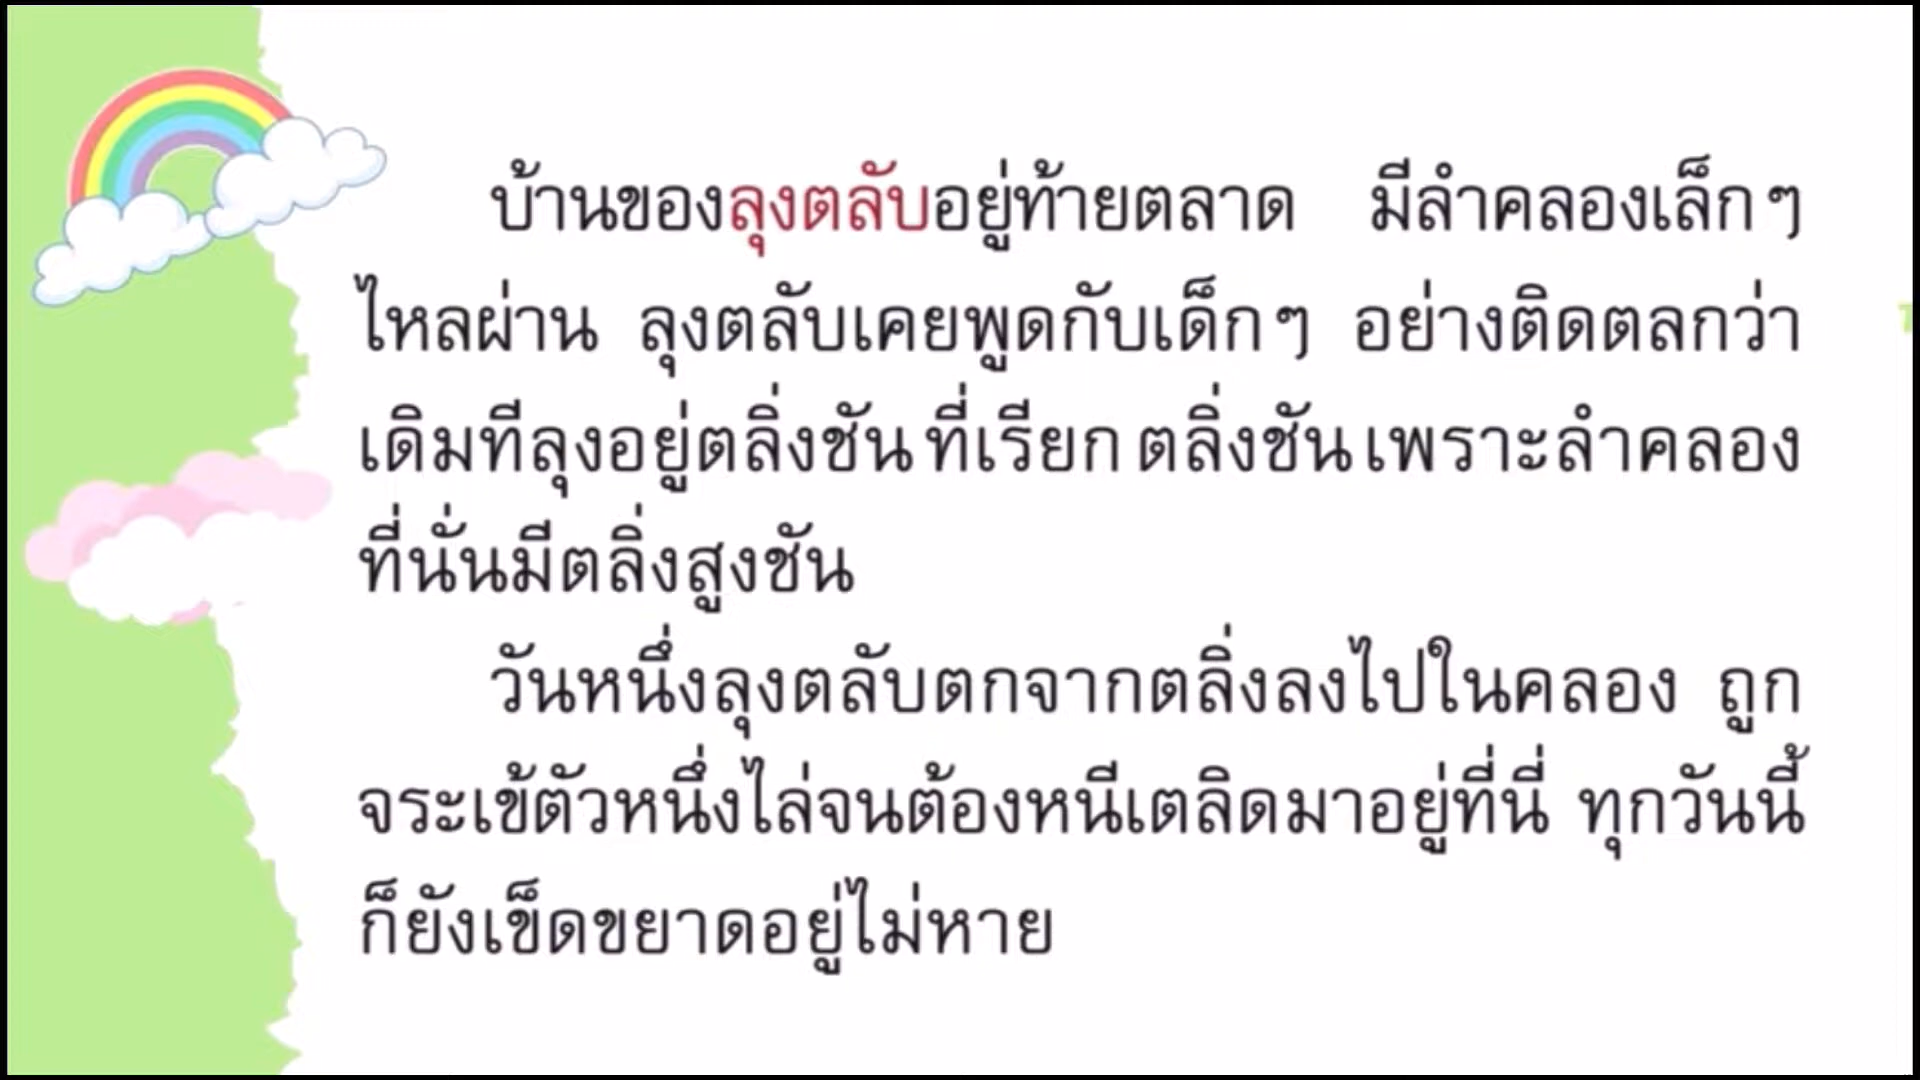 บ้านของลุงตลับอยู่ท้ายตลาด มีลำคลองเล็กๆ
ไหลผ่าน ลุงตลับเคยพูดกับเด็กๆ อย่างติดตลกว่า
เดิมทีลุงอยู่ตลิ่งชัน ที่เรียก ตลิ่งชัน เพราะลำคลอง
ที่นั่นมีตลิ่งสูงชัน
วันหนึ่งลุงตลับตกจากตลิ่งลงไปในคลอง ถูก
จระเข้ตัวหนึ่งไล่จนต้องหนีเตลิดมาอยู่ที่นี่ ทุกวันนี้
ก็ยังเข็ดขยาดอยู่ไม่หาย